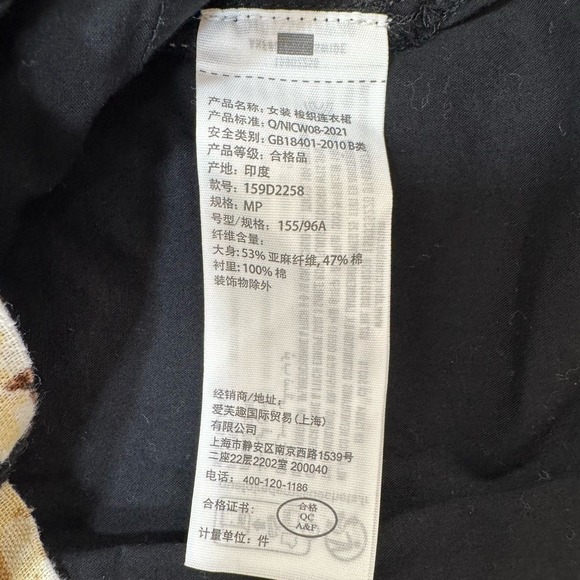 产品名称: 女装 梭织连衣裙
产品标准: Q/NICW08-2021
安全类别: GB18401-2010 B类
产品等级: 合格品
产地: 印度
款号: 159D2258
规格: MP
号型/规格: 155/96A
纤维含量:
大身: 53% 亚麻纤维, 47% 棉
衬里: 100% 棉
装饰物除外
经销商/地址:
爱芙趣国际贸易 (上海)
有限公司
上海市静安区南京西路1539号
二座22层2202室 200040
电话: 400-120-1186
合格证书: 合格
QC
A&F
计量单位: 件